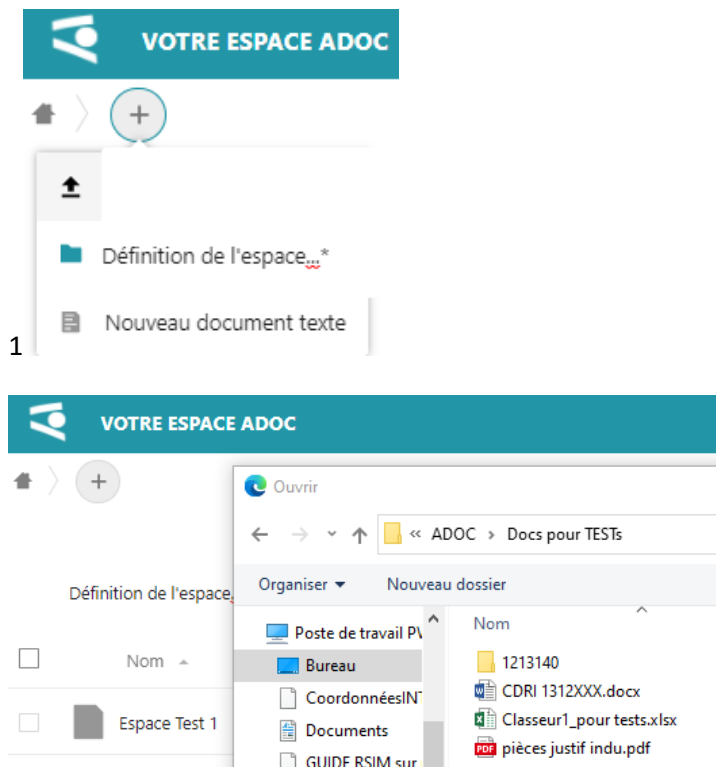 VOTRE ESPACE ADOC
+
Définition de l'espace...*
Nouveau document texte
1
VOTRE ESPACE ADOC
+
Ouvrir
« ADOC > Docs pour TESTs
Organiser Nouveau dossier
Définition de l'espace
Poste de travail
Nom
Bureau
Nom
1213140
CoordonnéesIN
CDRI 1312XXX.docx
Espace Test 1
Documents
Classeur1_pour tests.xlsx
GUIDE RSIM sur
PDF pièces justif indu.pdf